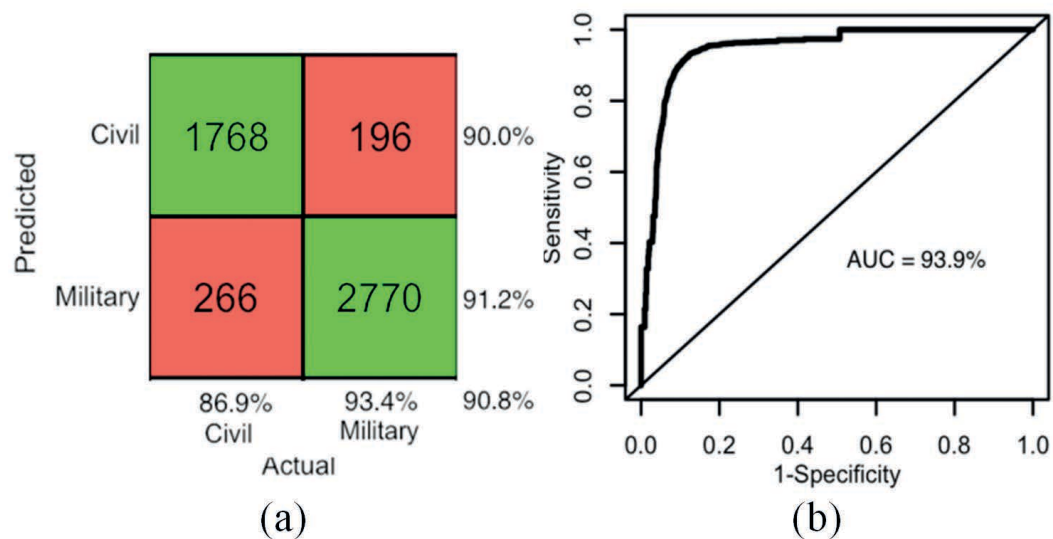 Predicted
Civil
1768
196
90.0%
Military
266
2770
91.2%
86.9%
93.4%
90.8%
Civil
Military
Actual
(a)
Sensitivity
1.0
0.8
0.6
0.4
0.2
0.0
AUC = 93.9%
0.0 0.2 0.4 0.6 0.8 1.0
1-Specificity
(b)